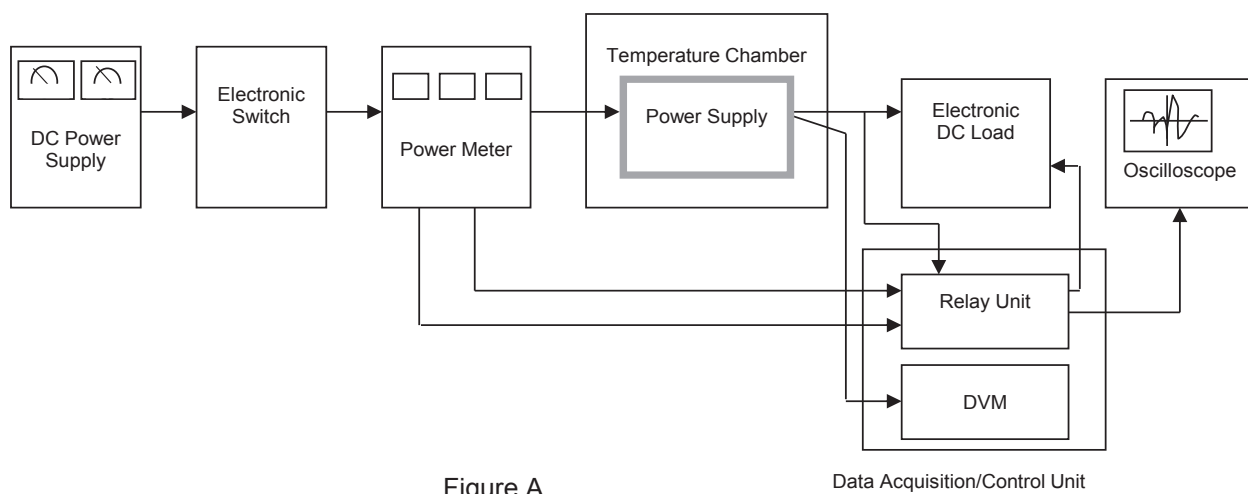 DC Power
Supply
Electronic
Switch
Power Meter
Temperature Chamber
Power Supply
Electronic
DC Load
Oscilloscope
Relay Unit
DVM
Figure A
Data Acquisition/Control Unit